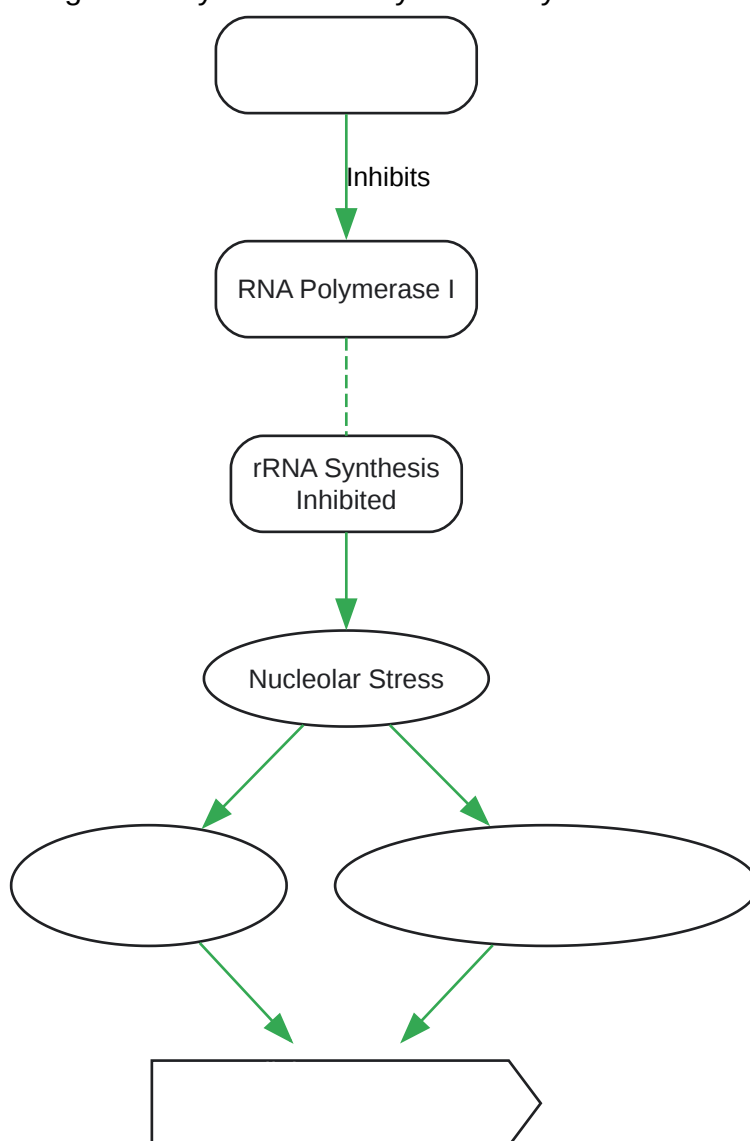 Inhibits
RNA Polymerase I
rRNA Synthesis
Inhibited
Nucleolar Stress